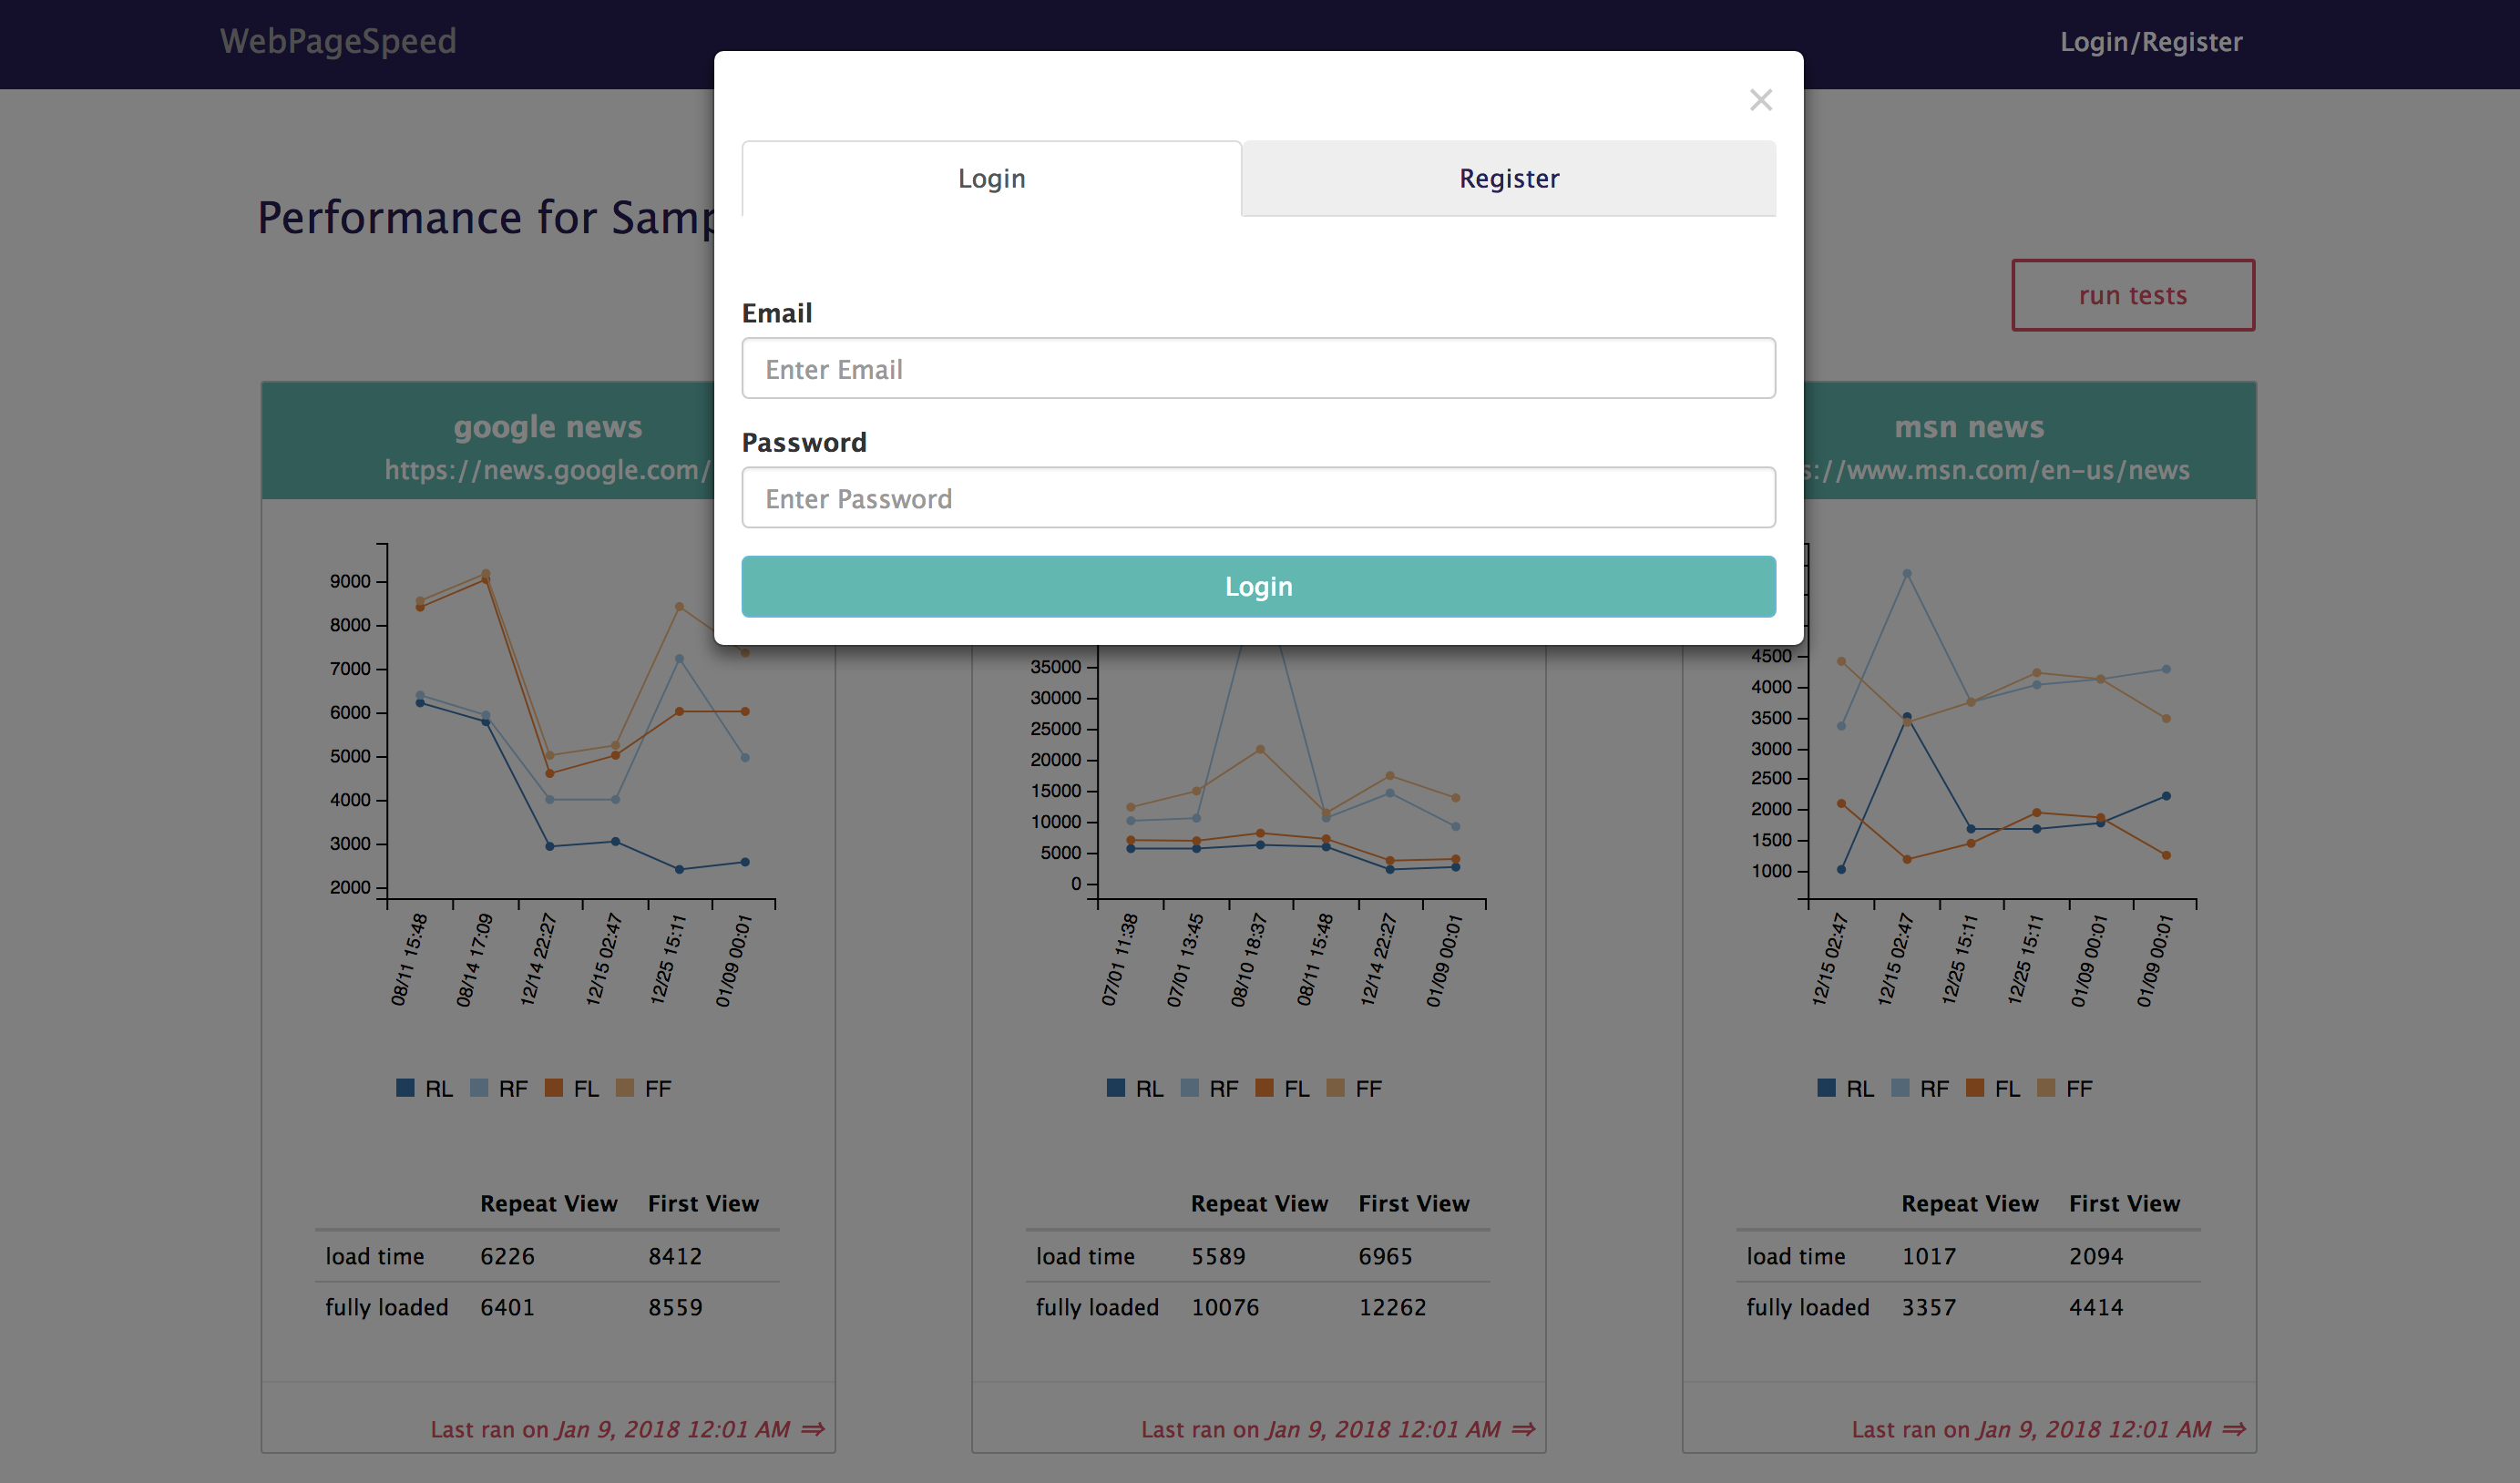 WebPageSpeed
Login/Register
×
Login
Register
Performance for Samp
run tests
Email
Enter Email
Password
Enter Password
Login
google news
https://news.google.com/
9000
8000
7000
6000
5000
4000
3000
2000
08/11 15:48
08/14 17:09
12/14 22:27
12/15 02:47
12/25 15:11
01/09 00:01
RL RF FL FF
Repeat View First View
load time 6226 8412
fully loaded 6401 8559
Last ran on Jan 9, 2018 12:01 AM ⇒
35000
30000
25000
20000
15000
10000
5000
0
07/01 11:38
07/01 13:45
08/10 18:37
08/11 15:48
12/14 22:27
01/09 00:01
RL RF FL FF
Repeat View First View
load time 5589 6965
fully loaded 10076 12262
Last ran on Jan 9, 2018 12:01 AM ⇒
msn news
s://www.msn.com/en-us/news
4500
4000
3500
3000
2500
2000
1500
1000
12/15 02:47
12/15 02:47
12/25 15:11
12/25 15:11
01/09 00:01
01/09 00:01
RL RF FL FF
Repeat View First View
load time 1017 2094
fully loaded 3357 4414
Last ran on Jan 9, 2018 12:01 AM ⇒